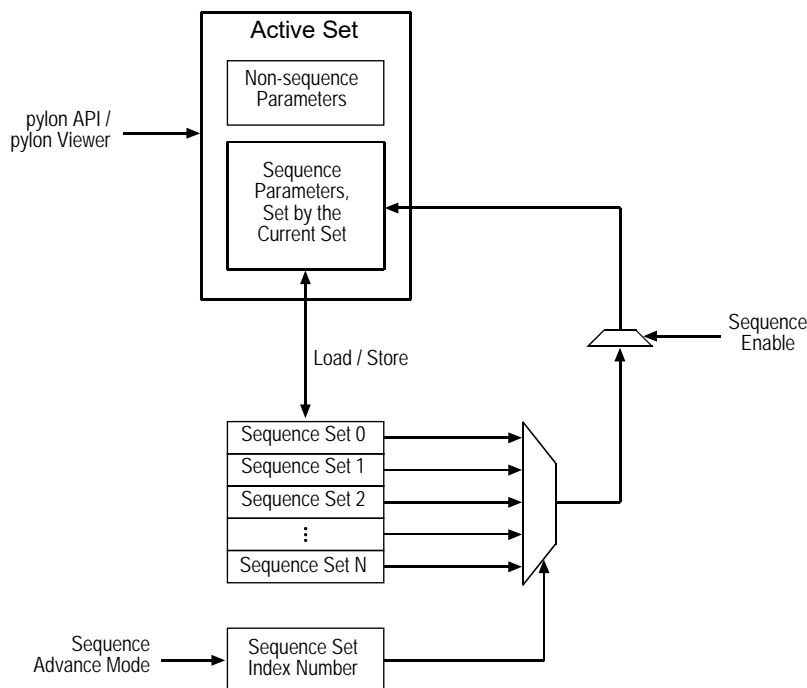 Active Set
Non-sequence
Parameters
pylon API /
pylon Viewer
Sequence
Parameters,
Set by the
Current Set
Sequence
Enable
Load / Store
Sequence Set 0
Sequence Set 1
Sequence Set 2
⋮
Sequence Set N
Sequence
Advance Mode
Sequence Set
Index Number